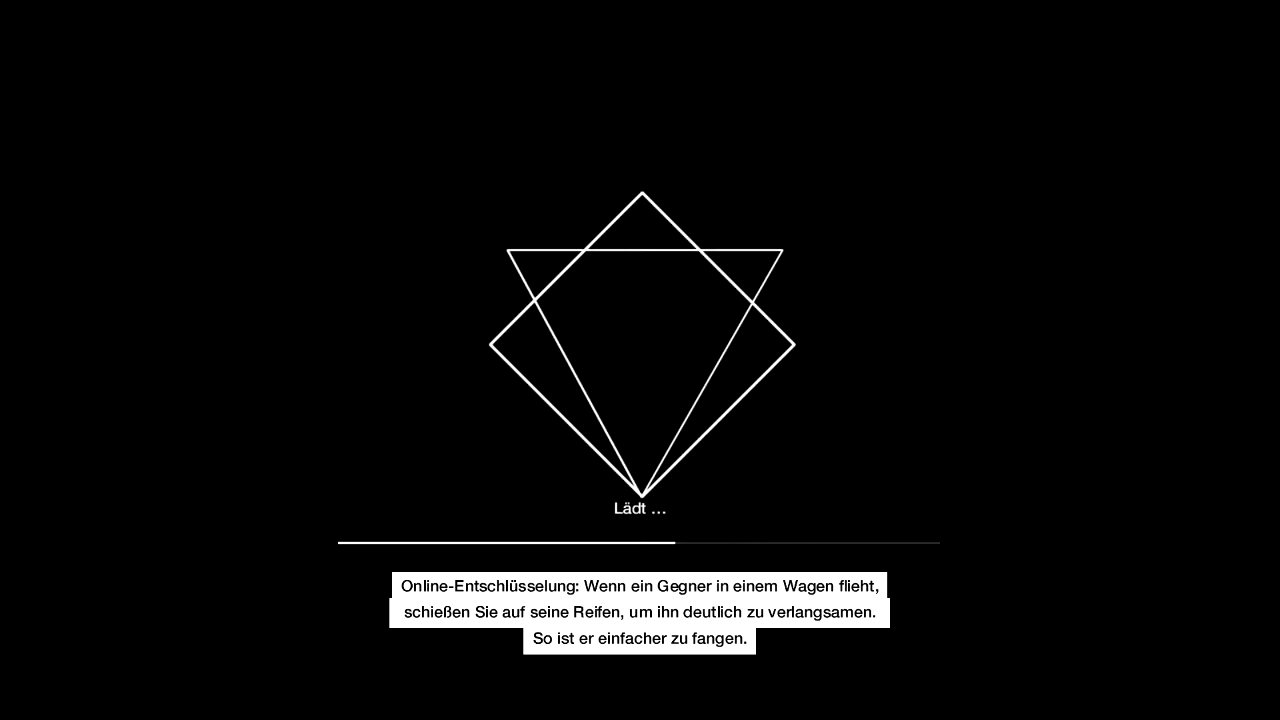 Lädt ...
Online-Entschlüsselung: Wenn ein Gegner in einem Wagen flieht,
schießen Sie auf seine Reifen, um ihn deutlich zu verlangsamen.
So ist er einfacher zu fangen.